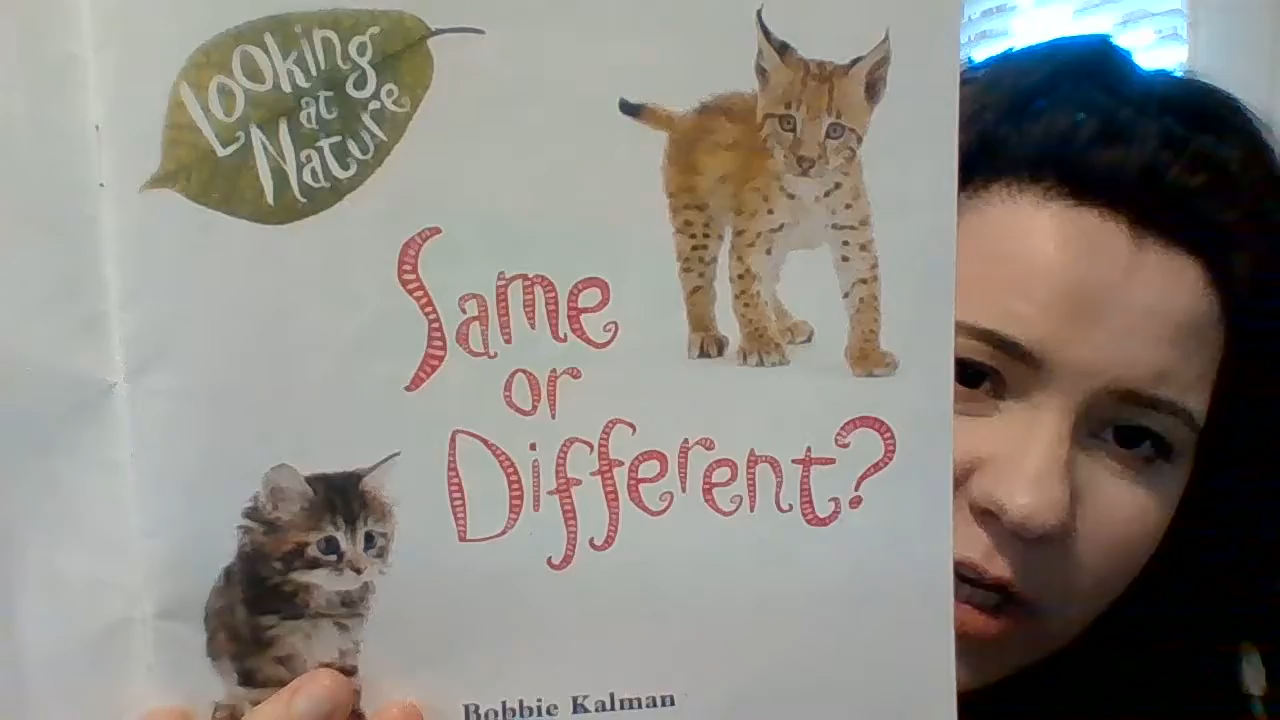 Looking
at
Nature
Same
or
Different?
Bobbie Kalman